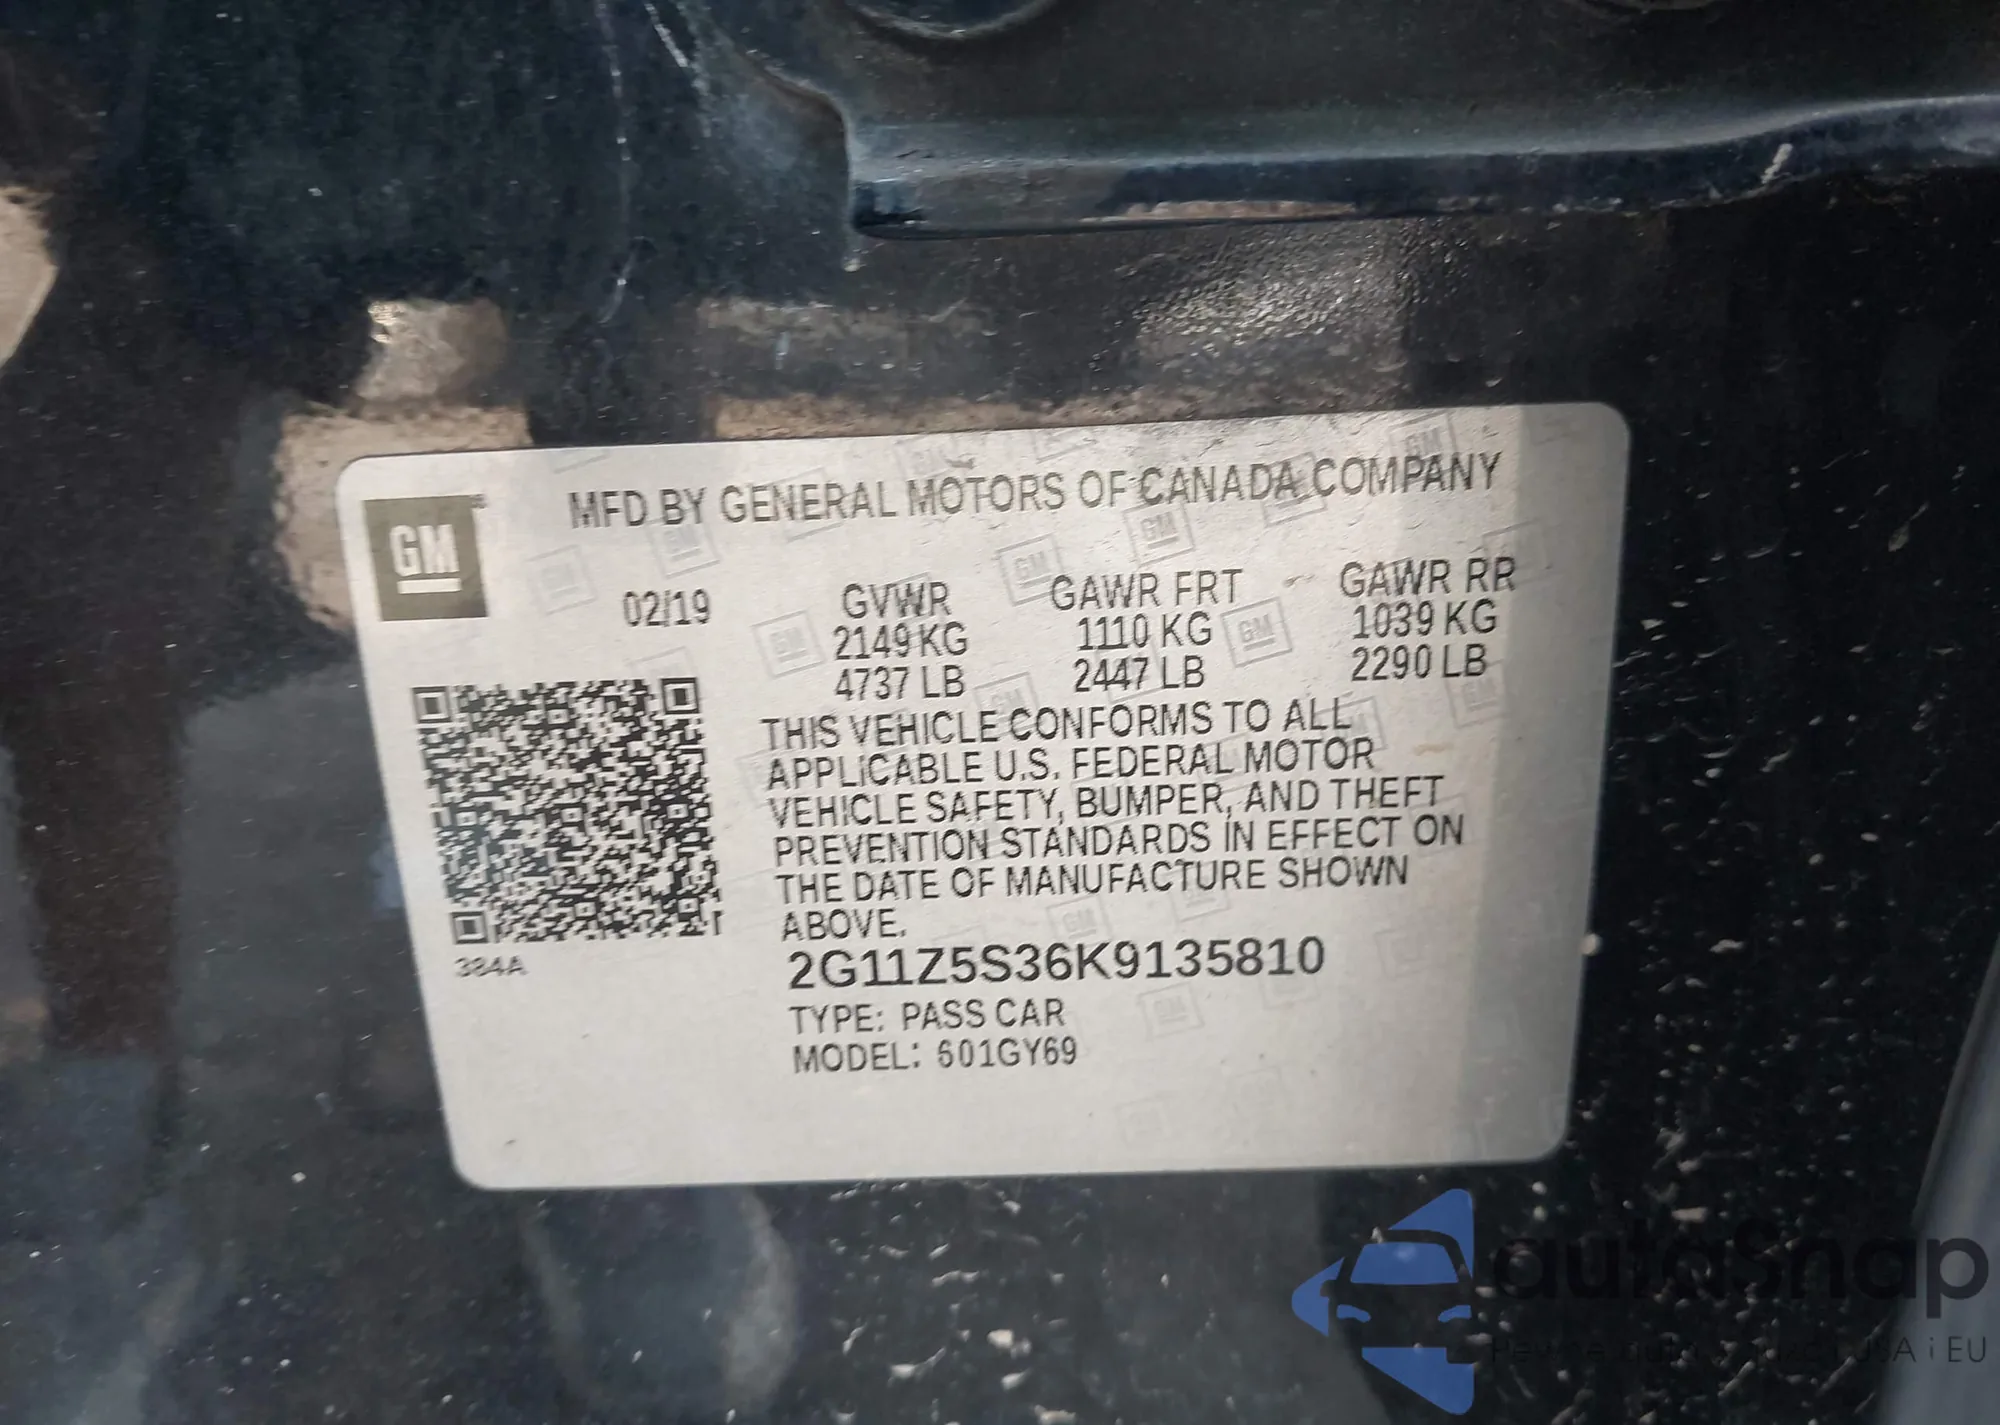 MFD BY GENERAL MOTORS OF CANADA COMPANY
GM
02/19
GVWR
2149 KG
4737 LB
GAWR FRT
1110 KG
2447 LB
GAWR RR
1039 KG
2290 LB
THIS VEHICLE CONFORMS TO ALL
APPLICABLE U.S. FEDERAL MOTOR
VEHICLE SAFETY, BUMPER, AND THEFT
PREVENTION STANDARDS IN EFFECT ON
THE DATE OF MANUFACTURE SHOWN
ABOVE.
384A
2G11Z5S36K9135810
TYPE: PASS CAR
MODEL: 601GY69
autaSnap
USA i EU